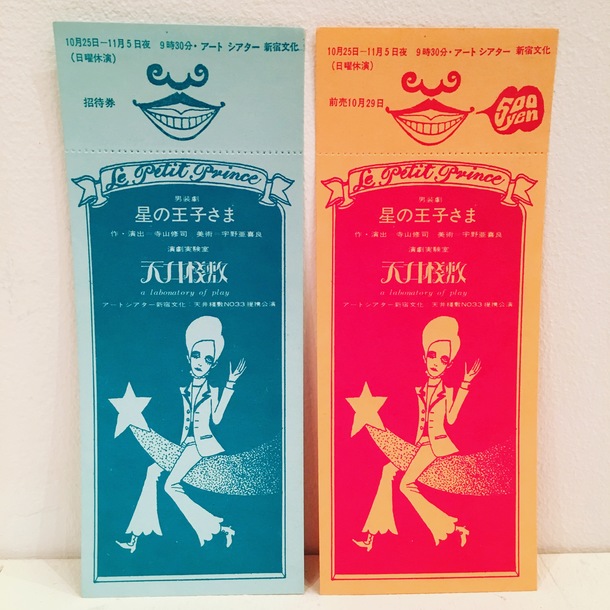 10月25日—11月5日夜 9時30分・アート シアター 新宿文化
(日曜休演)
招待券
Le Petit Prince
男装劇
星の王子さま
作・演出—寺山修司 美術—宇野亜喜良
演劇実験室
天井棧敷
a labonatory of play
アートシアター新宿文化 天井棧敷NO33提携公演
10月25日—11月5日夜 9時30分・アート シアター 新宿文化
(日曜休演)
前売10月29日
500
yen
Le Petit Prince
男装劇
星の王子さま
作・演出—寺山修司 美術—宇野亜喜良
演劇実験室
天井棧敷
a labonatory of play
アートシアター新宿文化 天井棧敷NO33提携公演